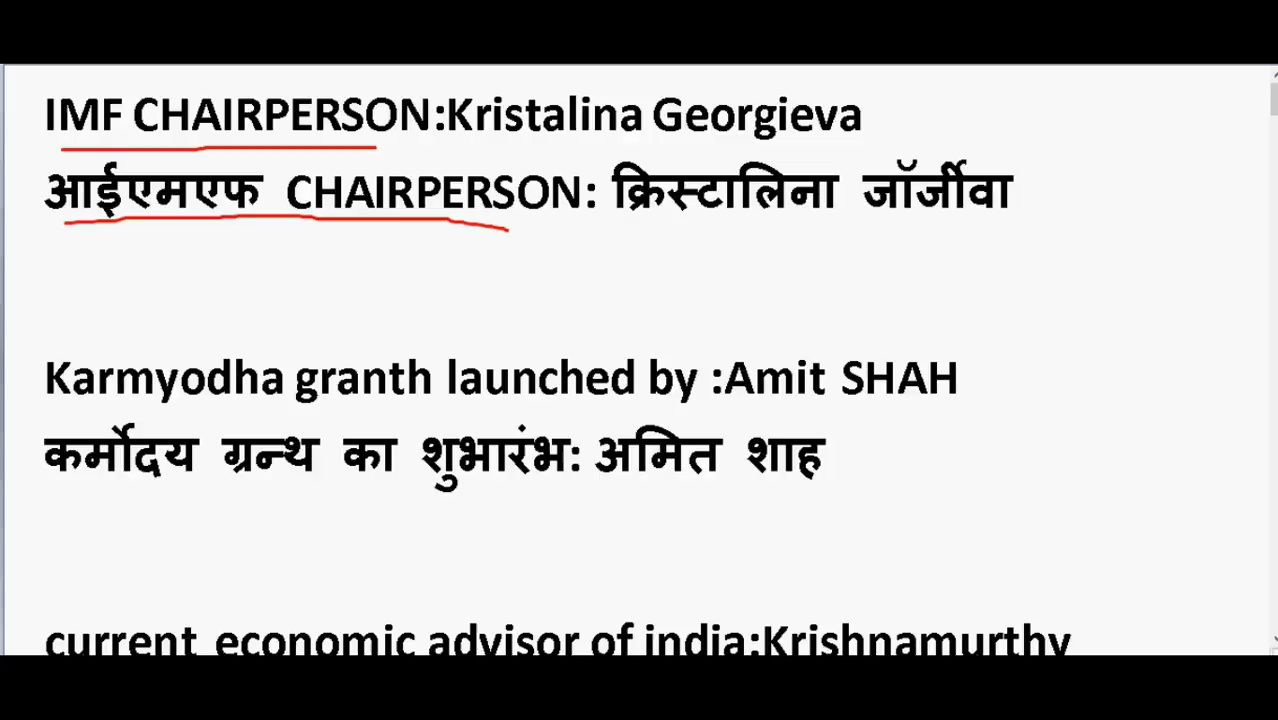 IMF CHAIRPERSON:Kristalina Georgieva
आईएमएफ CHAIRPERSON: क्रिस्टालिना जॉर्जीवा
Karmyodha granth launched by :Amit SHAH
कर्मोदय ग्रन्थ का शुभारंभ: अमित शाह
current economic advisor of india:Krishnamurthy